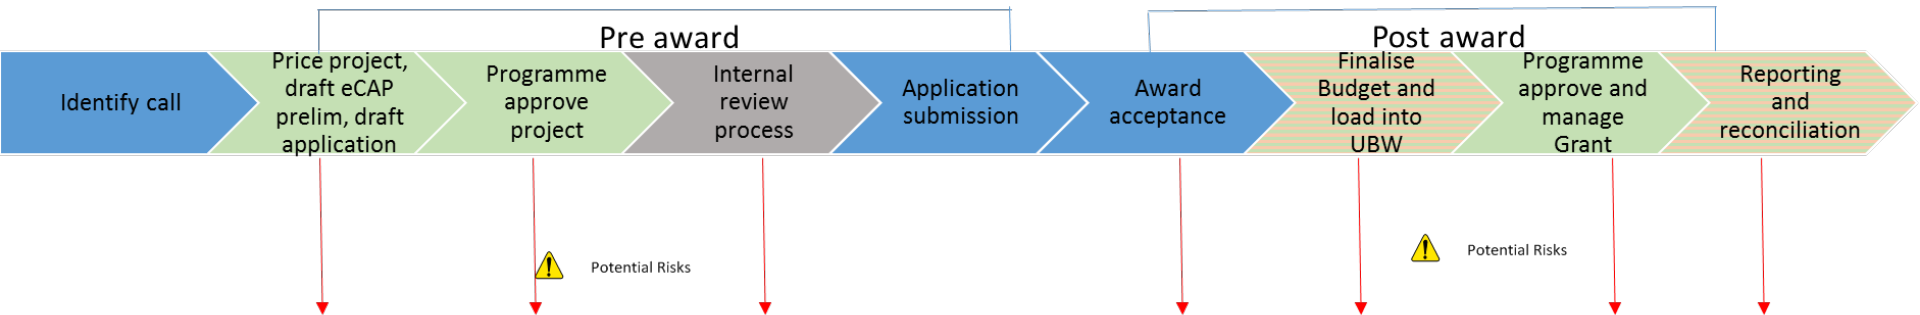 Pre award
Post award
Identify call
Price project,
draft eCAP
prelim, draft
application
Programme
approve
project
Internal
review
process
Application
submission
Award
acceptance
Finalise
Budget and
load into
UBW
Programme
approve and
manage
Grant
Reporting
and
reconciliation
Potential Risks
Potential Risks